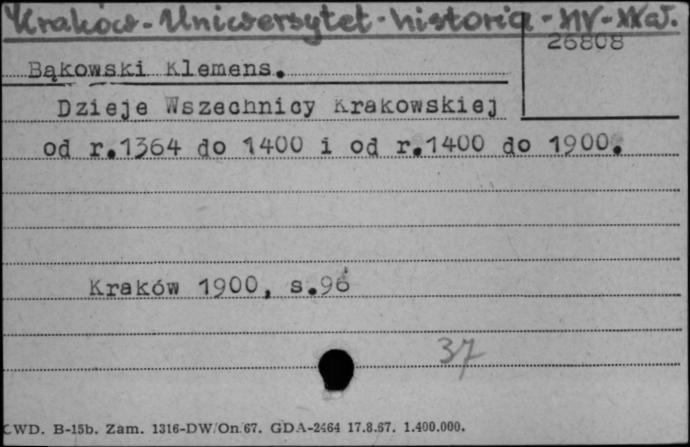 Kraków - Uniwersytet - historia - XIV - XX w.
26808
Bąkowski Klemens.
Dzieje Wszechnicy Krakowskiej
od r.1364 do 1400 i od r.1400 do 1900.
Kraków 1900, s.96
37
CWD. B-15b. Zam. 1316-DW/On/67. GDA-2464 17.8.67. 1.400.000.